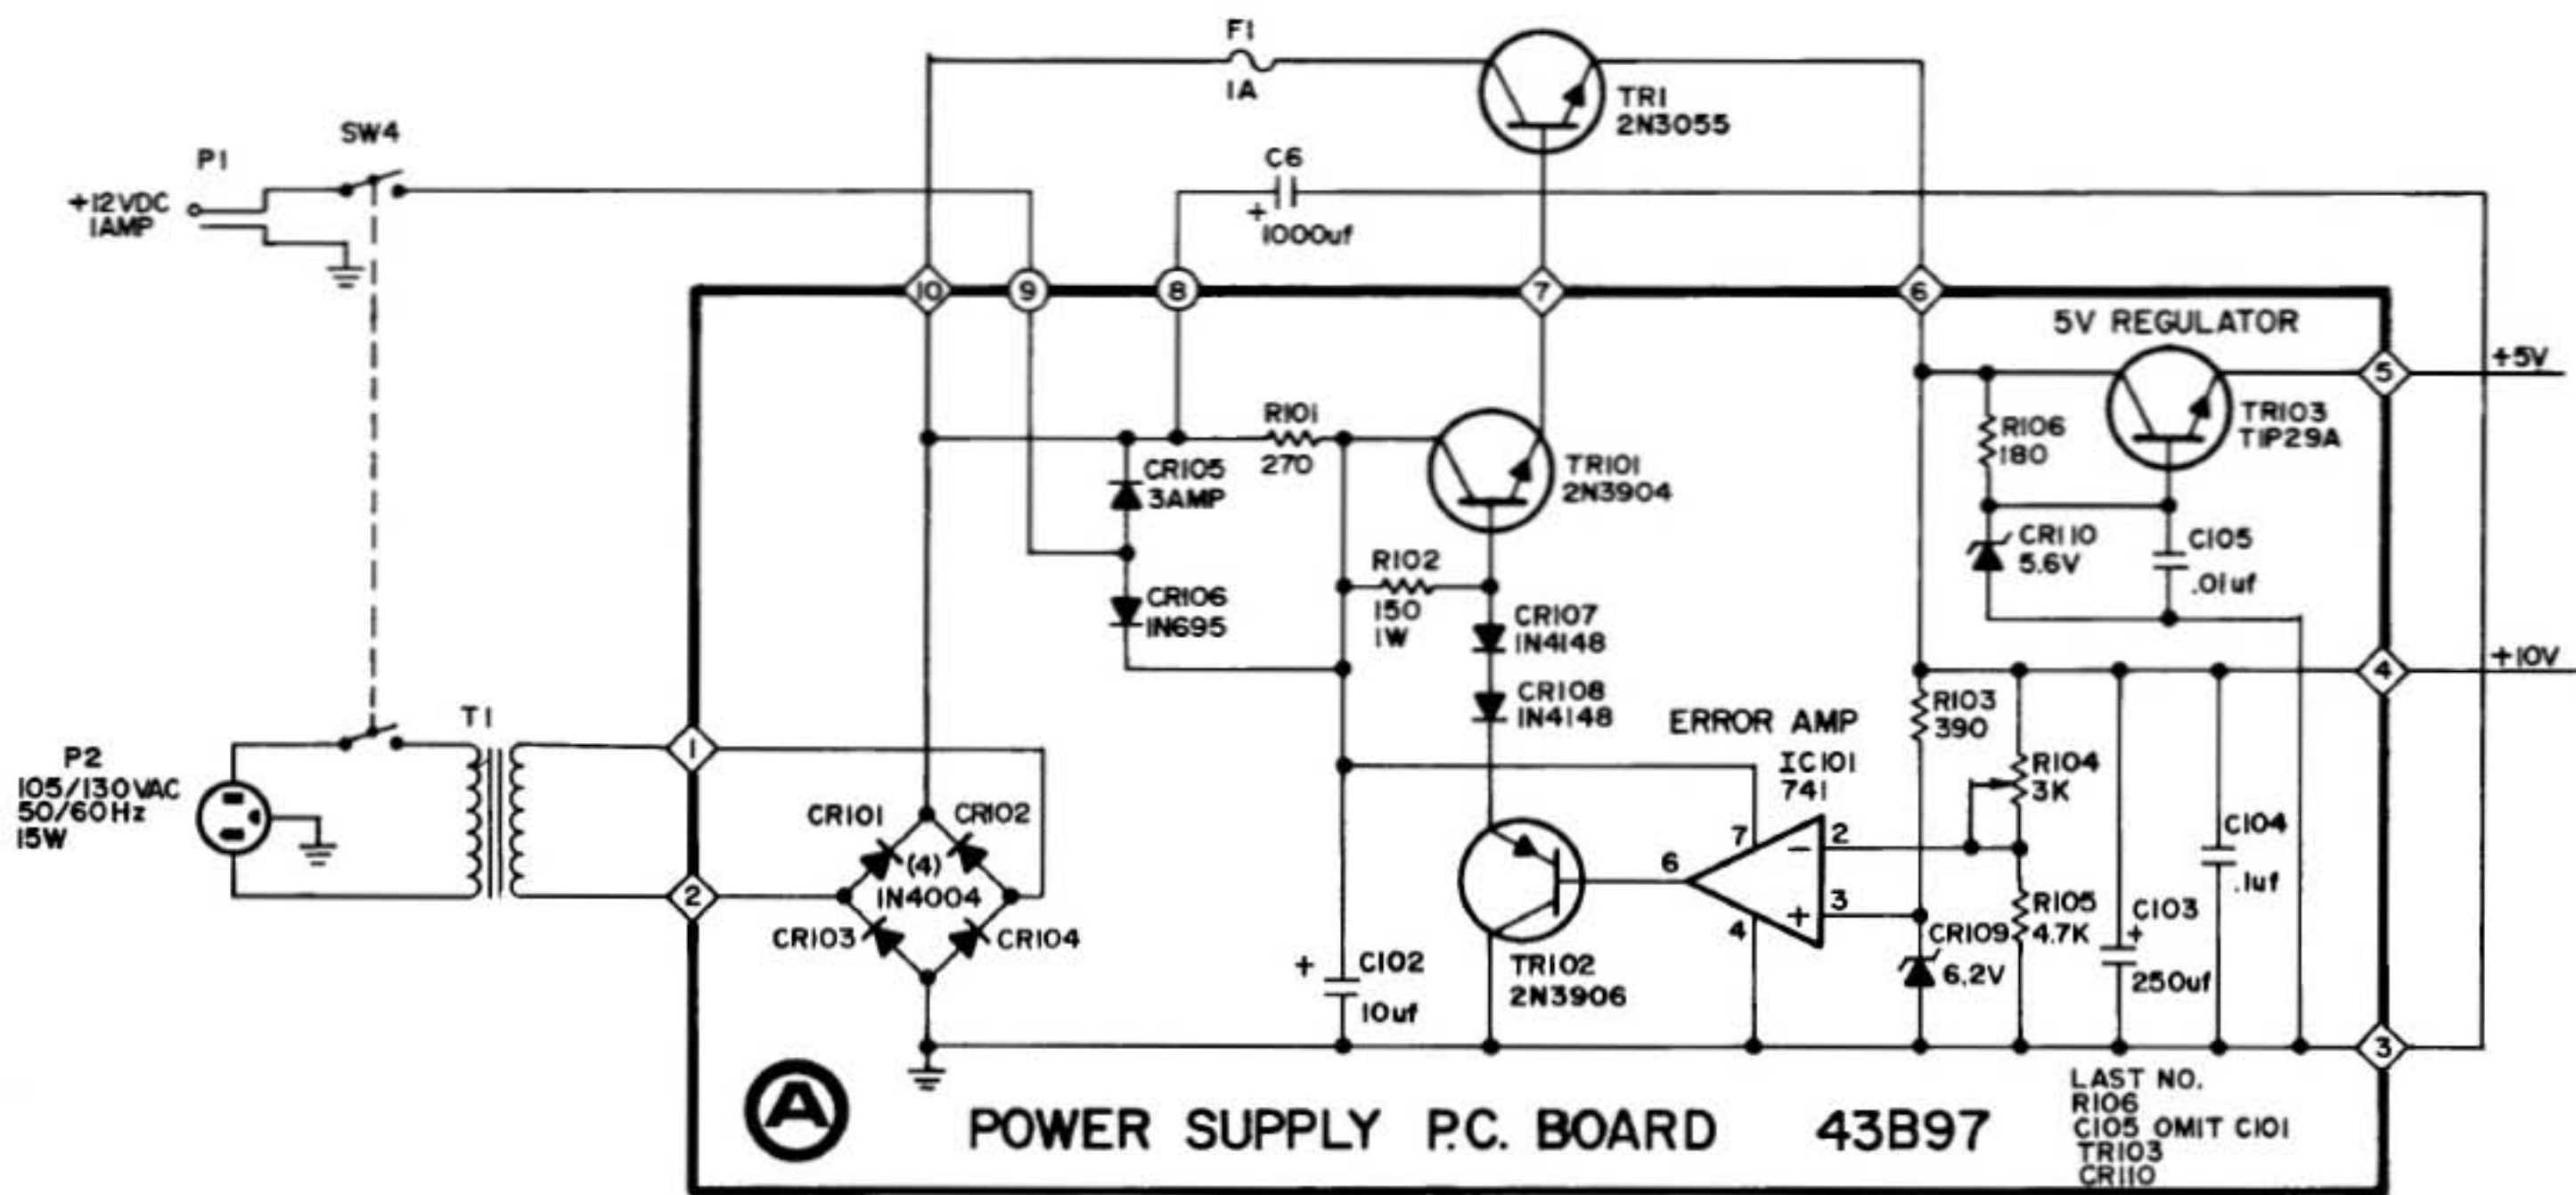 F1
1A
TR1
2N3055
SW4
P1
+12VDC
1AMP
C6
+
1000uf
10
9
8
7
6
5V REGULATOR
+5V
5
TR103
TIP29A
R106
180
R101
270
TR101
2N3904
CR105
3AMP
CR110
5.6V
C105
.01uf
R102
150
1W
CR106
1N695
CR107
1N4148
CR108
1N4148
+10V
4
R103
390
ERROR AMP
IC101
741
R104
3K
T1
1
P2
105/130VAC
50/60Hz
15W
2
CR101
CR102
(4)
1N4004
CR103
CR104
7
2
−
6
3
+
4
C104
.1uf
R105
4.7K
C103
+
250uf
CR109
6.2V
+
C102
10uf
TR102
2N3906
3
A
POWER SUPPLY P.C. BOARD 43B97
LAST NO.
R106
C105 OMIT C101
TR103
CR110